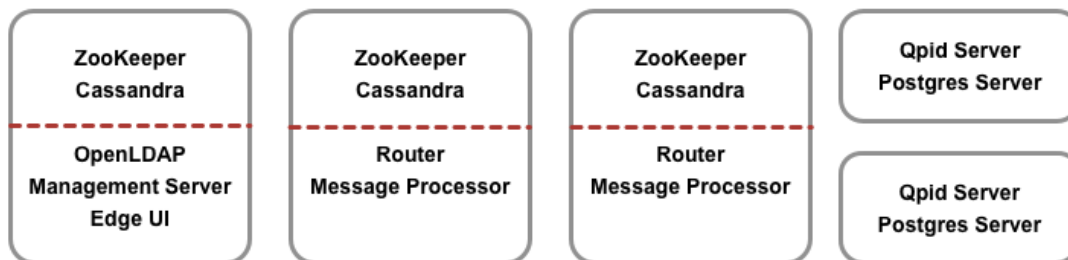 ZooKeeper
Cassandra
OpenLDAP
Management Server
Edge UI
ZooKeeper
Cassandra
Router
Message Processor
ZooKeeper
Cassandra
Router
Message Processor
Qpid Server
Postgres Server
Qpid Server
Postgres Server